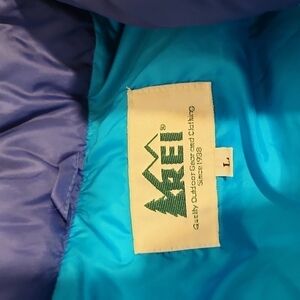 REI®
Quality Outdoor Gear and Clothing
Since 1938
L